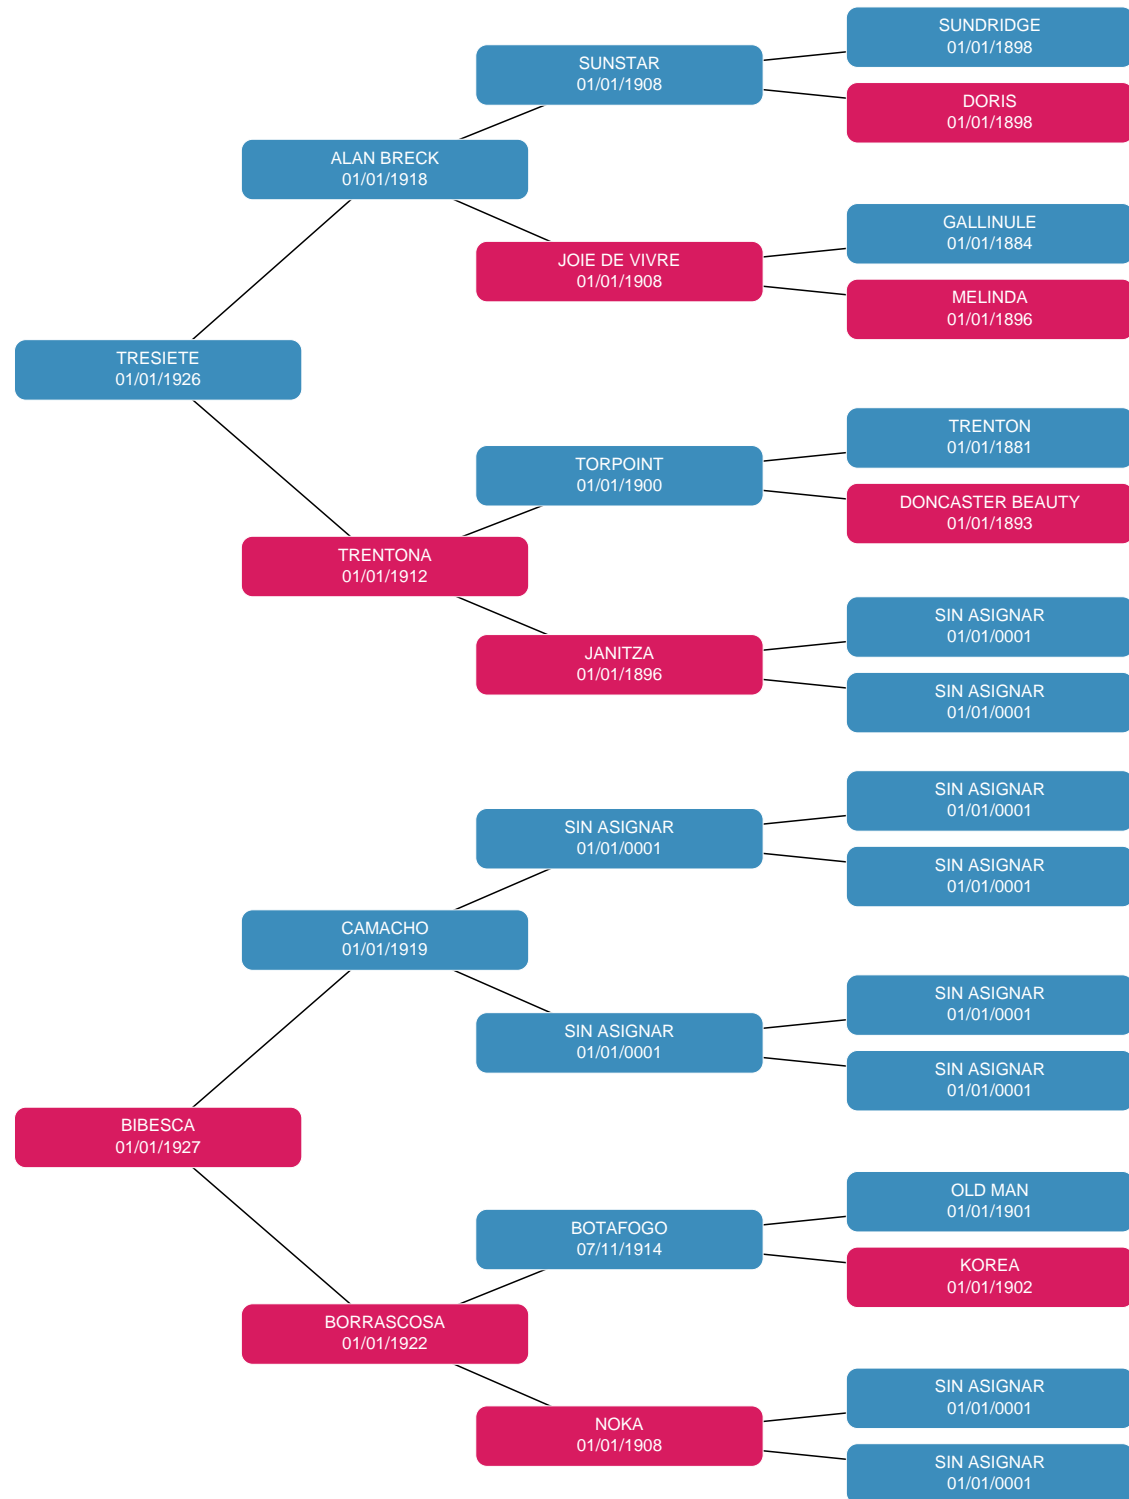 SUNDRIDGE
01/01/1898
SUNSTAR
01/01/1908
DORIS
01/01/1898
ALAN BRECK
01/01/1918
GALLINULE
01/01/1884
JOIE DE VIVRE
01/01/1908
MELINDA
01/01/1896
TRESIETE
01/01/1926
TRENTON
01/01/1881
TORPOINT
01/01/1900
DONCASTER BEAUTY
01/01/1893
TRENTONA
01/01/1912
SIN ASIGNAR
01/01/0001
JANITZA
01/01/1896
SIN ASIGNAR
01/01/0001
SIN ASIGNAR
01/01/0001
SIN ASIGNAR
01/01/0001
SIN ASIGNAR
01/01/0001
CAMACHO
01/01/1919
SIN ASIGNAR
01/01/0001
SIN ASIGNAR
01/01/0001
SIN ASIGNAR
01/01/0001
BIBESCA
01/01/1927
OLD MAN
01/01/1901
BOTAFOGO
07/11/1914
KOREA
01/01/1902
BORRASCOSA
01/01/1922
SIN ASIGNAR
01/01/0001
NOKA
01/01/1908
SIN ASIGNAR
01/01/0001